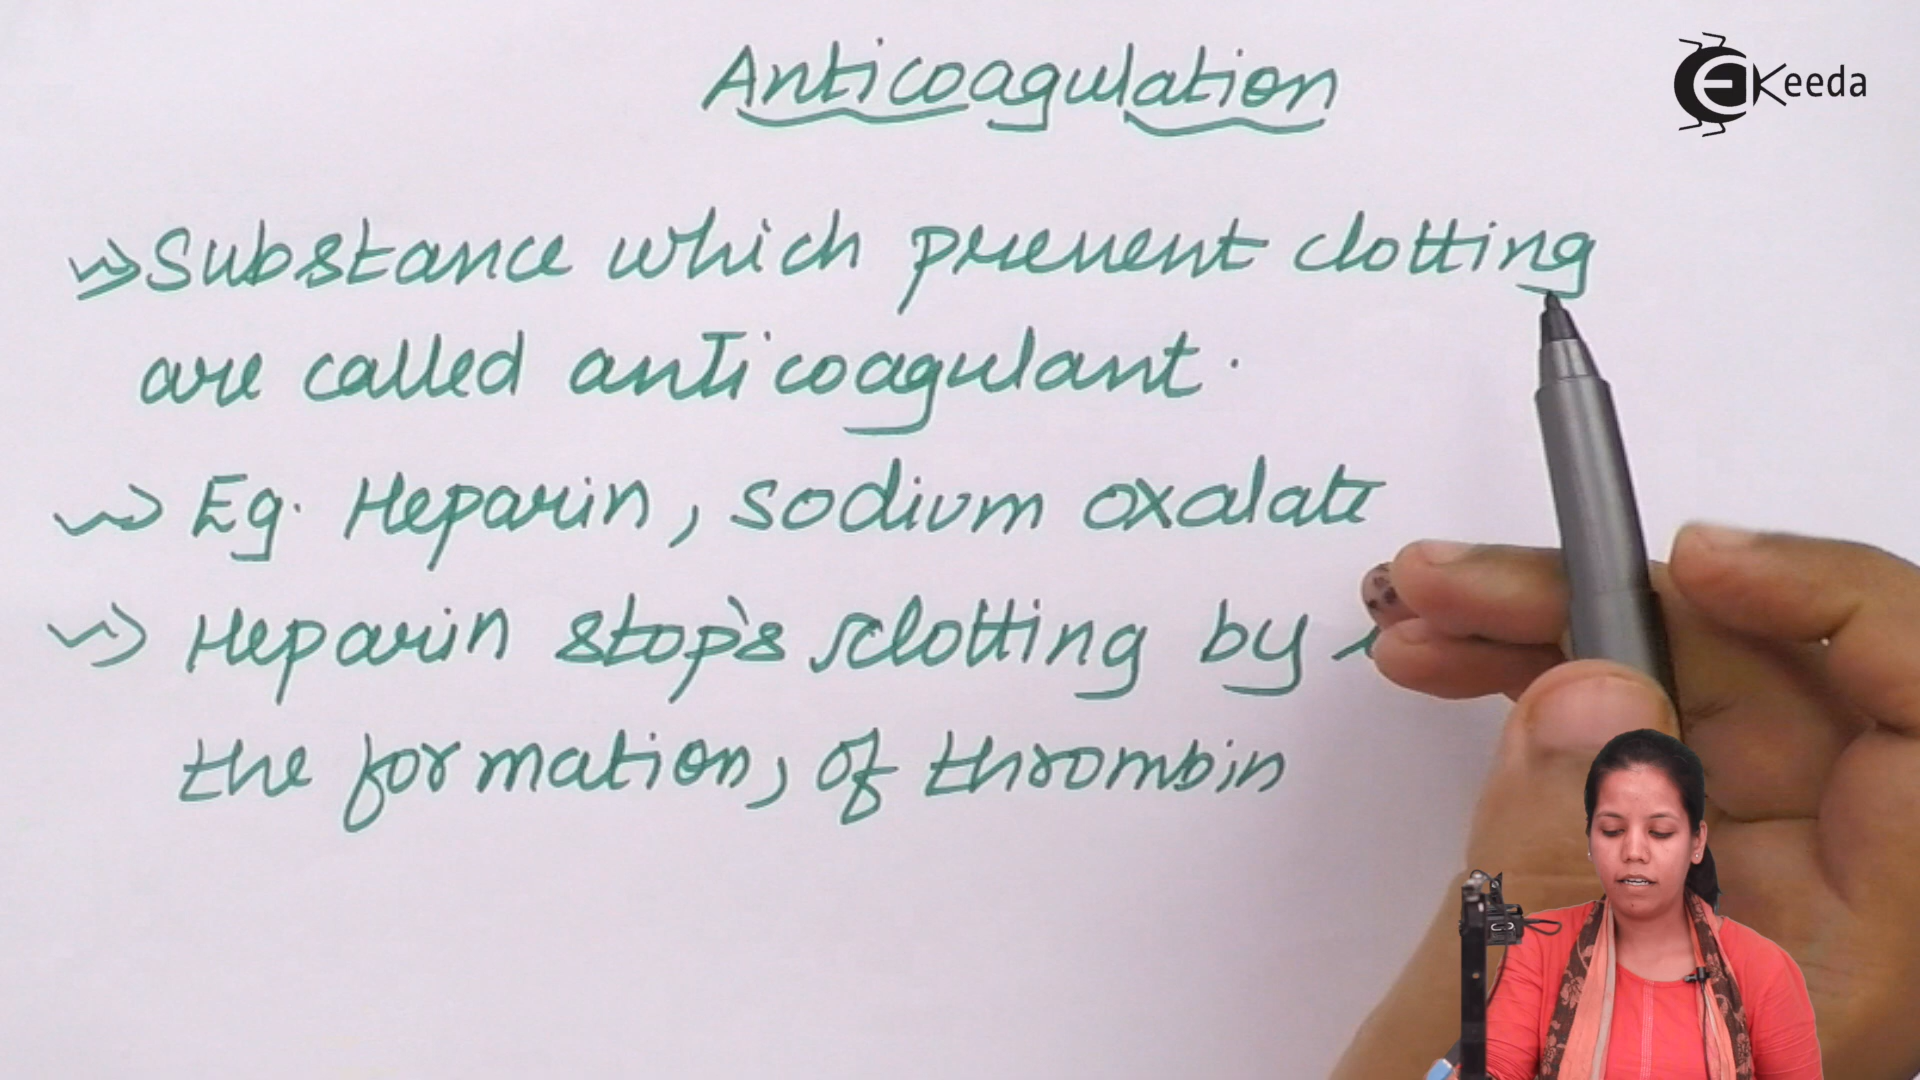 Anticoagulation
EKeeda
Substance which prevent clotting
are called anticoagulant.
Eg. Heparin, sodium oxalate
Heparin stop's clotting by
the formation, of thrombin